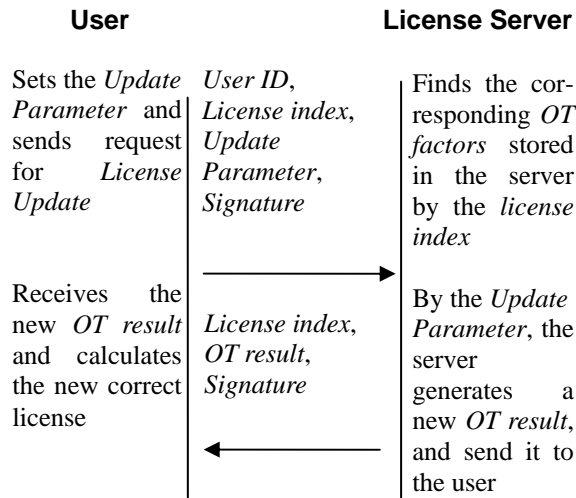 User
License Server
Sets the Update
Parameter and
sends request
for License
Update
User ID,
License index,
Update
Parameter,
Signature
Finds the cor-
responding OT
factors stored
in the server
by the license
index
Receives the
new OT result
and calculates
the new correct
license
License index,
OT result,
Signature
By the Update
Parameter, the
server
generates a
new OT result,
and send it to
the user